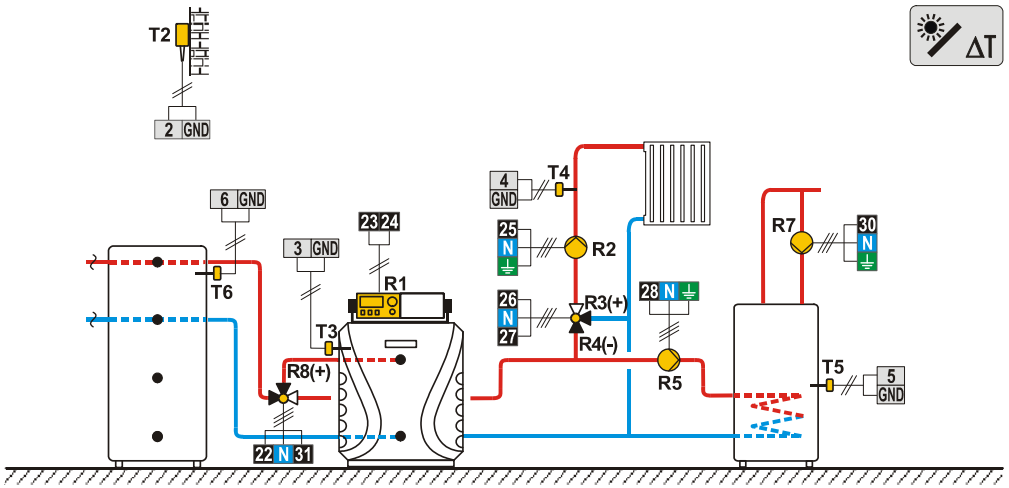 T2
ΔT
2 GND
T4
4
GND
6 GND
23 24
R7
30
N
25
N
R2
3 GND
T6
R1
26
N
27
R3(+)
28 N
T3
R4(-)
R8(+)
R5
T5
5
GND
22 N 31